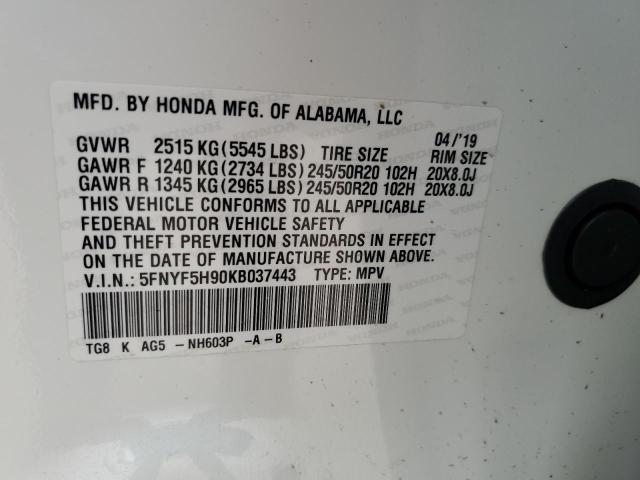 MFD. BY HONDA MFG. OF ALABAMA, LLC
04/'19
GVWR 2515 KG (5545 LBS) TIRE SIZE RIM SIZE
GAWR F 1240 KG (2734 LBS) 245/50R20 102H 20X8.0J
GAWR R 1345 KG (2965 LBS) 245/50R20 102H 20X8.0J
THIS VEHICLE CONFORMS TO ALL APPLICABLE
FEDERAL MOTOR VEHICLE SAFETY
AND THEFT PREVENTION STANDARDS IN EFFECT
ON THE DATE OF MANUFACTURE SHOWN ABOVE.
V.I.N.: 5FNYF5H90KB037443 TYPE: MPV
TG8 K AG5 -NH603P -A-B